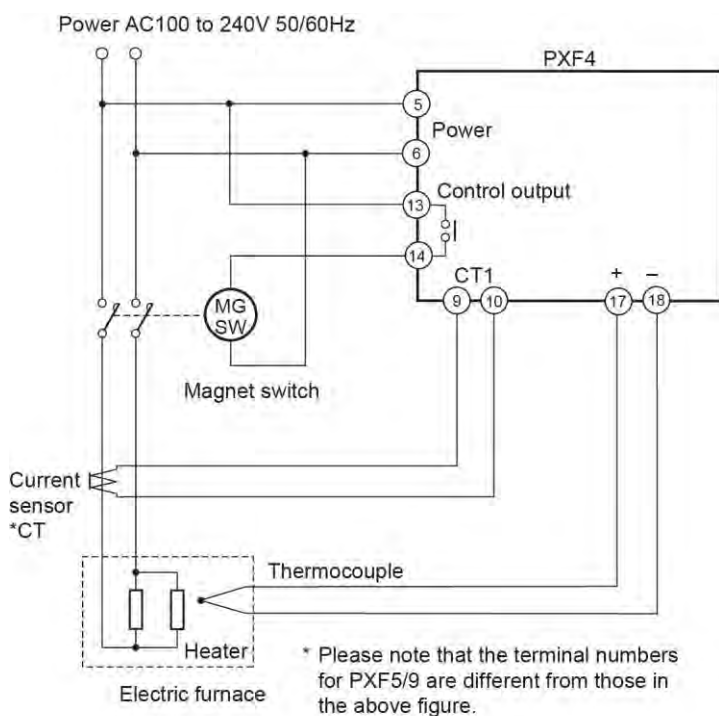 Power AC100 to 240V 50/60Hz
PXF4
5
Power
6
Control output
13
14
CT1
+
−
9
10
17
18
MG
SW
Magnet switch
Current
sensor
*CT
Thermocouple
Heater
Electric furnace
* Please note that the terminal numbers
for PXF5/9 are different from those in
the above figure.